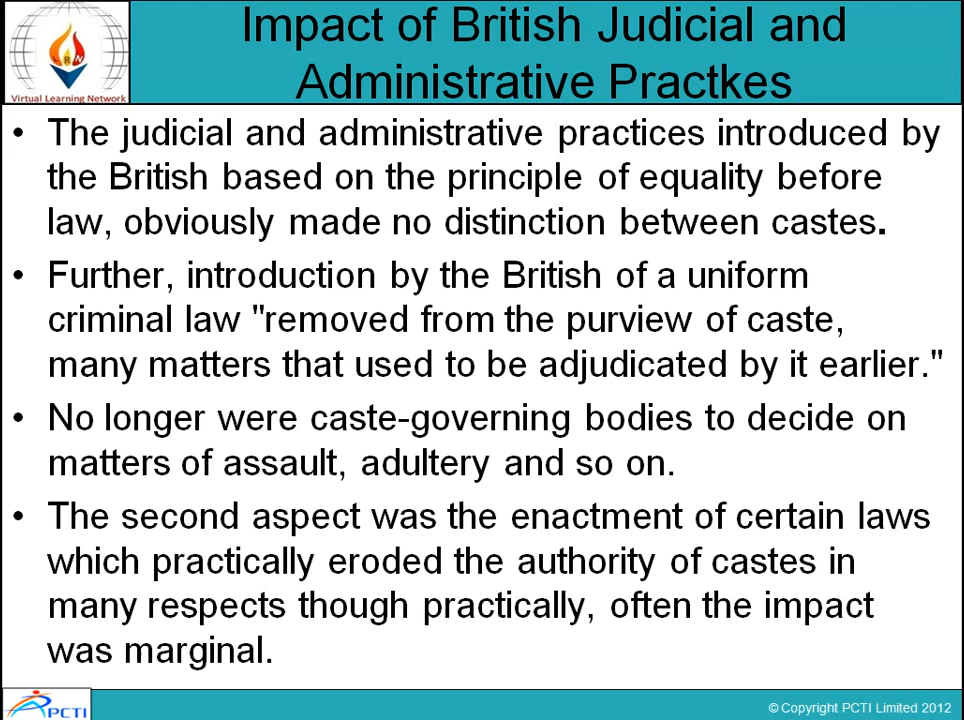 Impact of British Judicial and
Administrative Practkes
Virtual Learning Network
• The judicial and administrative practices introduced by
the British based on the principle of equality before
law, obviously made no distinction between castes.
• Further, introduction by the British of a uniform
criminal law "removed from the purview of caste,
many matters that used to be adjudicated by it earlier."
• No longer were caste-governing bodies to decide on
matters of assault, adultery and so on.
• The second aspect was the enactment of certain laws
which practically eroded the authority of castes in
many respects though practically, often the impact
was marginal.
PCTI
© Copyright PCTI Limited 2012